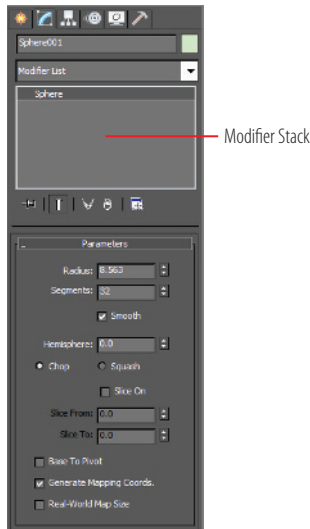 Sphere001
Modifier List
Sphere
Modifier Stack
Parameters
Radius: 8.563
Segments: 32
Smooth
Hemisphere: 0.0
Chop Squash
Slice On
Slice From: 0.0
Slice To: 0.0
Base To Pivot
Generate Mapping Coords.
Real-World Map Size